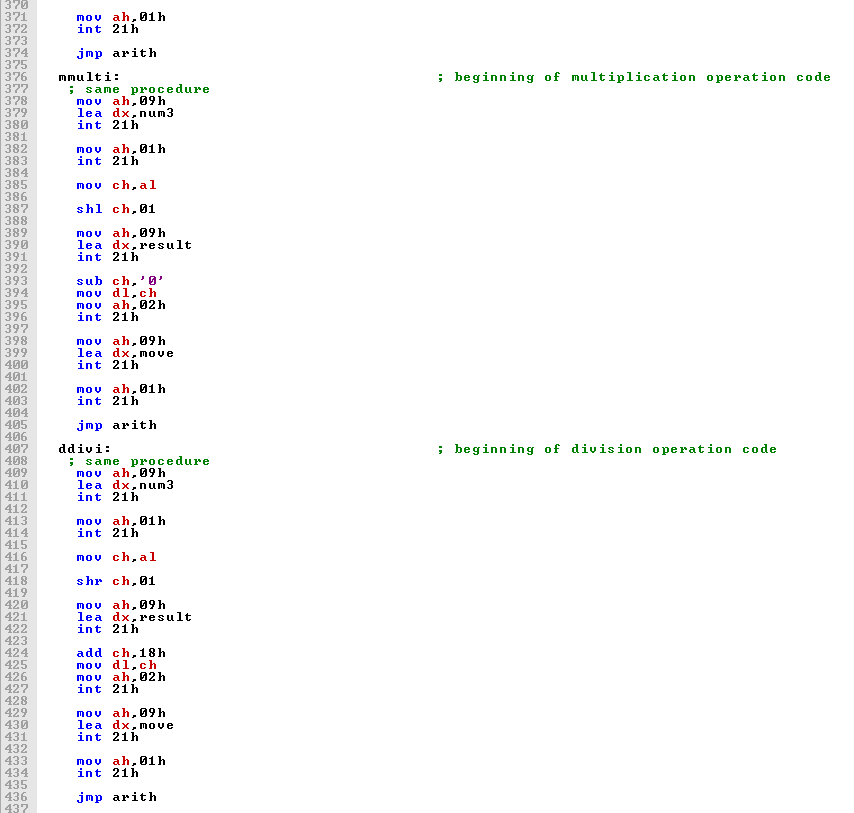 370
371 mov ah,01h
372 int 21h
373
374 jmp arith
375
376 mmulti: ; beginning of multiplication operation code
377 ; same procedure
378 mov ah,09h
379 lea dx,num3
380 int 21h
381
382 mov ah,01h
383 int 21h
384
385 mov ch,al
386
387 shl ch,01
388
389 mov ah,09h
390 lea dx,result
391 int 21h
392
393 sub ch,'0'
394 mov dl,ch
395 mov ah,02h
396 int 21h
397
398 mov ah,09h
399 lea dx,move
400 int 21h
401
402 mov ah,01h
403 int 21h
404
405 jmp arith
406
407 ddivi: ; beginning of division operation code
408 ; same procedure
409 mov ah,09h
410 lea dx,num3
411 int 21h
412
413 mov ah,01h
414 int 21h
415
416 mov ch,al
417
418 shr ch,01
419
420 mov ah,09h
421 lea dx,result
422 int 21h
423
424 add ch,18h
425 mov dl,ch
426 mov ah,02h
427 int 21h
428
429 mov ah,09h
430 lea dx,move
431 int 21h
432
433 mov ah,01h
434 int 21h
435
436 jmp arith
437